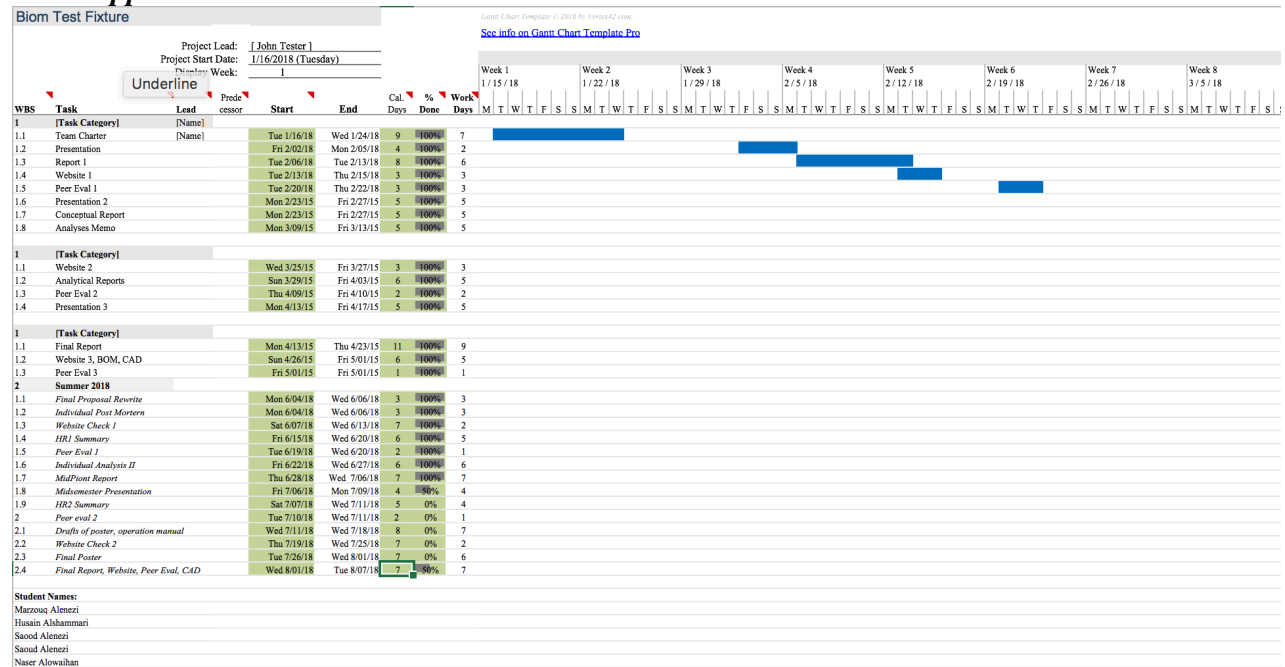 Biom Test Fixture
Gantt Chart Template © 2016 by Vertex42.com.
See info on Gantt Chart Template Pro
Project Lead: [ John Tester ]
Project Start Date: 1/16/2018 (Tuesday)
Display Week: 1
Underline
Week 1 Week 2 Week 3 Week 4 Week 5 Week 6 Week 7 Week 8
1 / 15 / 18 1 / 22 / 18 1 / 29 / 18 2 / 5 / 18 2 / 12 / 18 2 / 19 / 18 2 / 26 / 18 3 / 5 / 18
WBS Task Lead Prede cessor Start End Cal. Days % Done Work Days M T W T F S S M T W T F S S M T W T F S S M T W T F S S M T W T F S S M T W T F S S M T W T F S S M T W T F S S
1 [Task Category] [Name]
1.1 Team Charter [Name] Tue 1/16/18 Wed 1/24/18 9 100% 7
1.2 Presentation Fri 2/02/18 Mon 2/05/18 4 100% 2
1.3 Report 1 Tue 2/06/18 Tue 2/13/18 8 100% 6
1.4 Website 1 Tue 2/13/18 Thu 2/15/18 3 100% 3
1.5 Peer Eval 1 Tue 2/20/18 Thu 2/22/18 3 100% 3
1.6 Presentation 2 Mon 2/23/15 Fri 2/27/15 5 100% 5
1.7 Conceptual Report Mon 2/23/15 Fri 2/27/15 5 100% 5
1.8 Analyses Memo Mon 3/09/15 Fri 3/13/15 5 100% 5
1 [Task Category]
1.1 Website 2 Wed 3/25/15 Fri 3/27/15 3 100% 3
1.2 Analytical Reports Sun 3/29/15 Fri 4/03/15 6 100% 5
1.3 Peer Eval 2 Thu 4/09/15 Fri 4/10/15 2 100% 2
1.4 Presentation 3 Mon 4/13/15 Fri 4/17/15 5 100% 5
1 [Task Category]
1.1 Final Report Mon 4/13/15 Thu 4/23/15 11 100% 9
1.2 Website 3, BOM, CAD Sun 4/26/15 Fri 5/01/15 6 100% 5
1.3 Peer Eval 3 Fri 5/01/15 Fri 5/01/15 1 100% 1
2 Summer 2018
1.1 Final Proposal Rewrite Mon 6/04/18 Wed 6/06/18 3 100% 3
1.2 Individual Post Mortern Mon 6/04/18 Wed 6/06/18 3 100% 3
1.3 Website Check 1 Sat 6/07/18 Wed 6/13/18 7 100% 2
1.4 HR1 Summary Fri 6/15/18 Wed 6/20/18 6 100% 5
1.5 Peer Eval 1 Tue 6/19/18 Wed 6/20/18 2 100% 1
1.6 Individual Analysis II Fri 6/22/18 Wed 6/27/18 6 100% 6
1.7 MidPiont Report Thu 6/28/18 Wed 7/06/18 7 100% 7
1.8 Midsemester Presentation Fri 7/06/18 Mon 7/09/18 4 50% 4
1.9 HR2 Summary Sat 7/07/18 Wed 7/11/18 5 0% 4
2 Peer eval 2 Tue 7/10/18 Wed 7/11/18 2 0% 1
2.1 Drafts of poster, operation manual Wed 7/11/18 Wed 7/18/18 8 0% 7
2.2 Website Check 2 Thu 7/19/18 Wed 7/25/18 7 0% 2
2.3 Final Poster Tue 7/26/18 Wed 8/01/18 7 0% 6
2.4 Final Report, Website, Peer Eval, CAD Wed 8/01/18 Tue 8/07/18 7 50% 7
Student Names:
Marzouq Alenezi
Husain Alshammari
Saood Alenezi
Saoud Alenezi
Naser Alowaihan